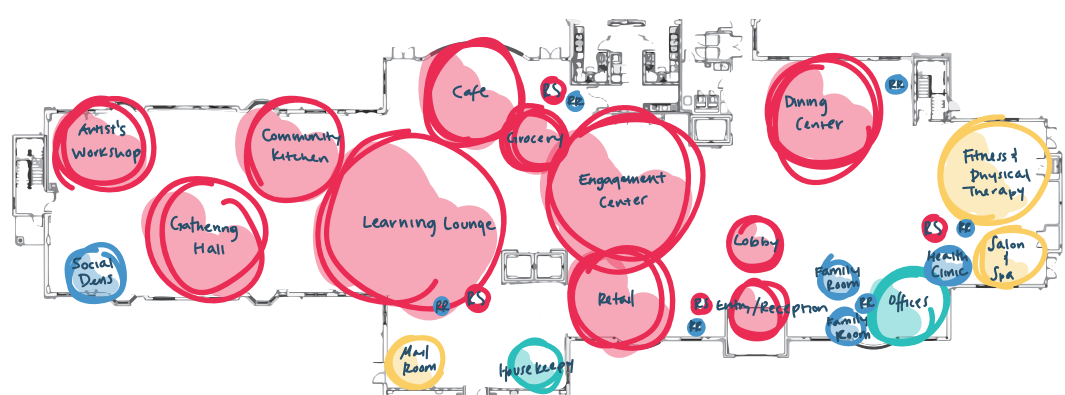 Cafe
RS
RR
Grocery
Dining
Center
RR
Artist's
Workshop
Community
Kitchen
Engagement
Center
Fitness &
Physical
Therapy
Learning Lounge
Gathering
Hall
Lobby
RS
RR
Health
Clinic
Salon
&
Spa
Social
Dens
Family
Room
RR
Offices
Family
Room
RR
RS
Retail
RS
RR
Entry/Reception
Mail
Room
Housekeepg